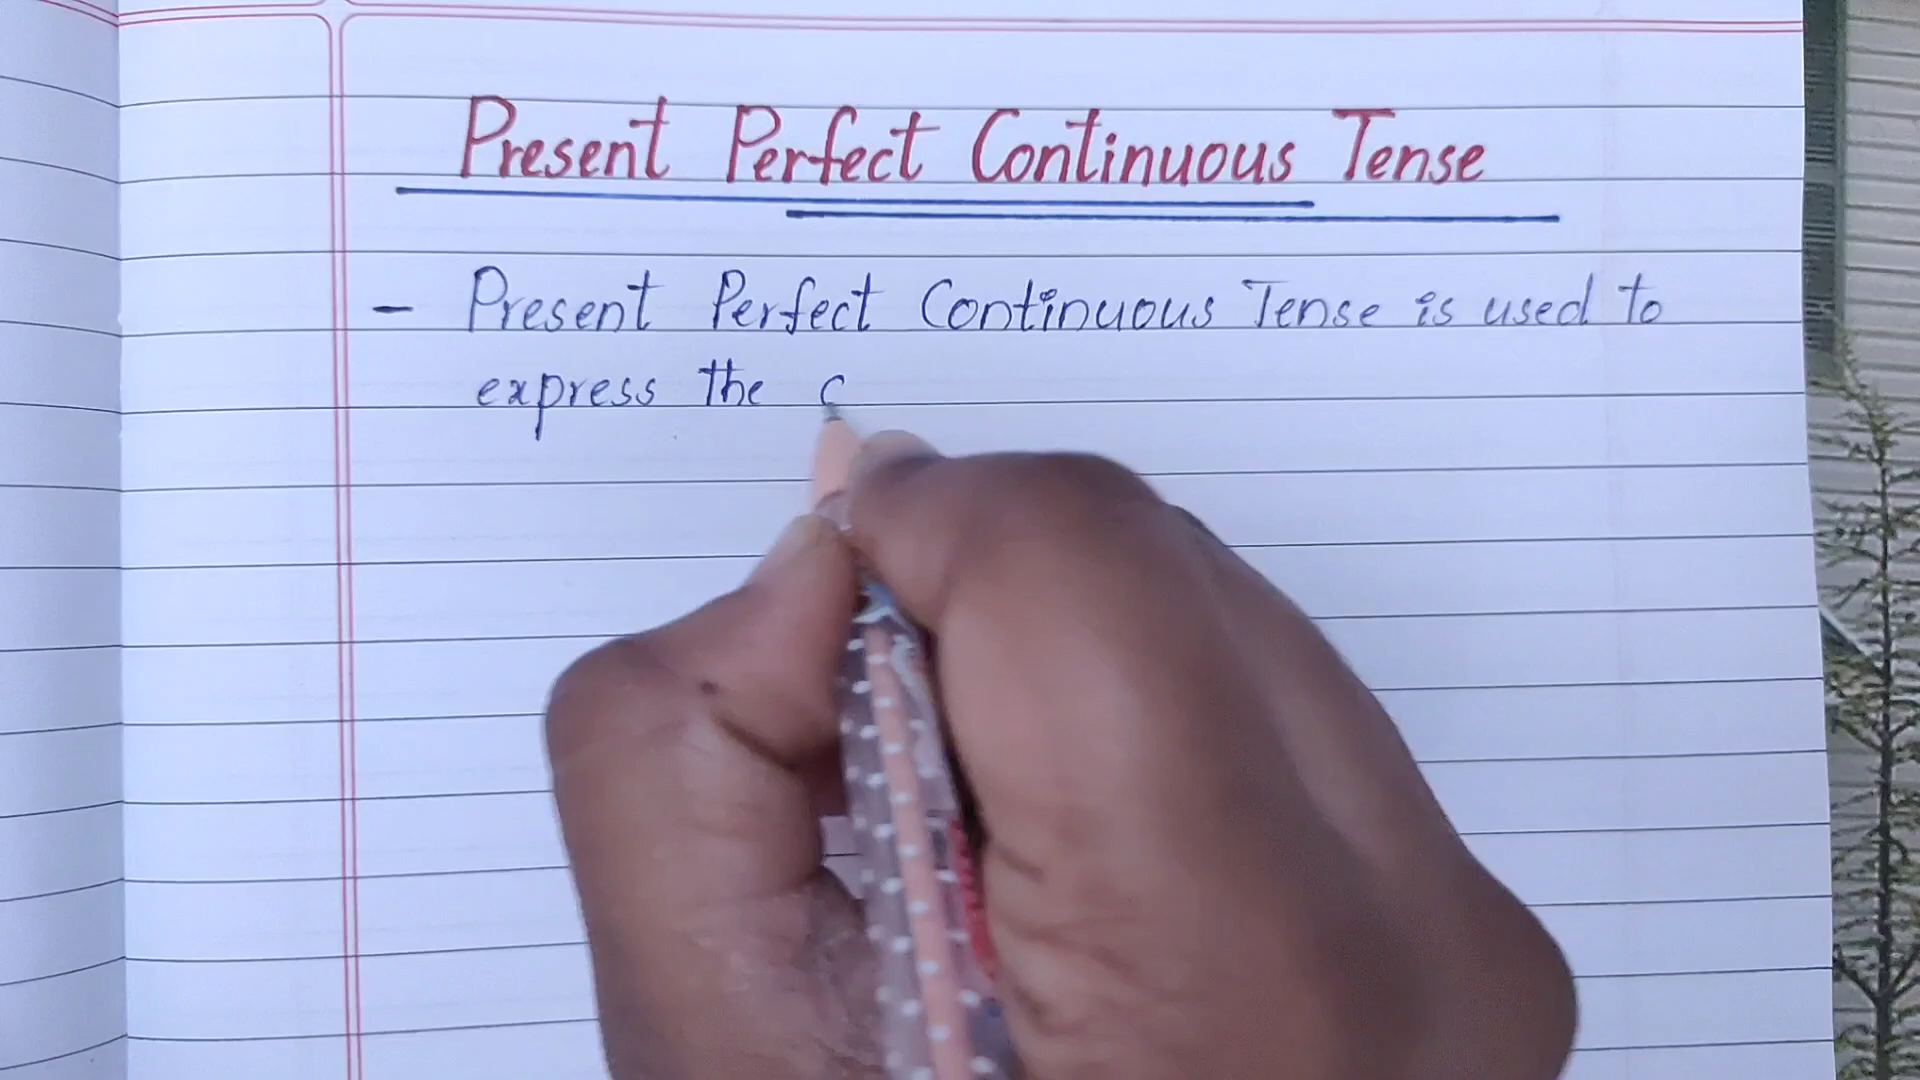 Present Perfect Continuous Tense
- Present Perfect Continuous Tense is used to
express the c